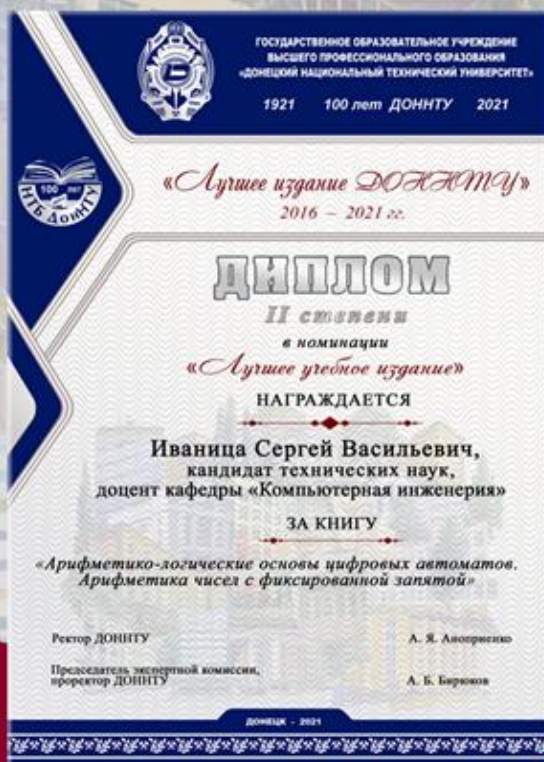 ГОСУДАРСТВЕННОЕ ОБРАЗОВАТЕЛЬНОЕ УЧРЕЖДЕНИЕ
ВЫСШЕГО ПРОФЕССИОНАЛЬНОГО ОБРАЗОВАНИЯ
«ДОНЕЦКИЙ НАЦИОНАЛЬНЫЙ ТЕХНИЧЕСКИЙ УНИВЕРСИТЕТ»
1921 100 лет ДОННТУ 2021
100 лет
НТБ ДонНТУ
«Лучшее издание ДОННТУ»
2016 – 2021 гг.
ДИПЛОМ
II степени
в номинации
«Лучшее учебное издание»
НАГРАЖДАЕТСЯ
Иваница Сергей Васильевич,
кандидат технических наук,
доцент кафедры «Компьютерная инженерия»
ЗА КНИГУ
«Арифметико-логические основы цифровых автоматов.
Арифметика чисел с фиксированной запятой»
Ректор ДОННТУ А. Я. Аноприенко
Председатель экспертной комиссии,
проректор ДОННТУ А. Б. Бирюков
ДОНЕЦК – 2021